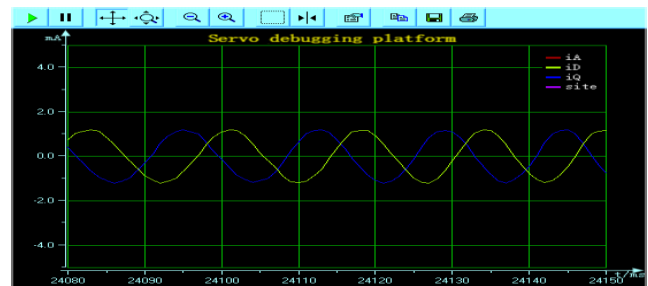 Servo debugging platform
mA
iA
iD
iQ
site
4.0
2.0
0.0
-2.0
-4.0
24080 24090 24100 24110 24120 24130 24140 24150
t/ms